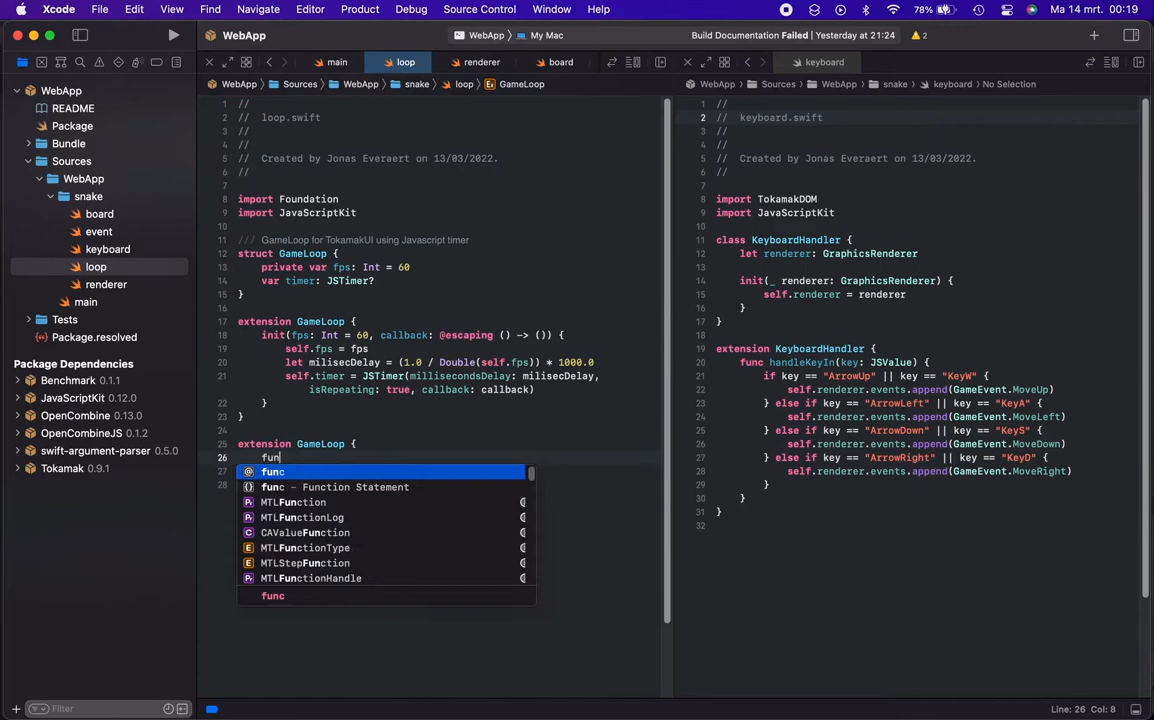 Xcode File Edit View Find Navigate Editor Product Debug Source Control Window Help 78% Ma 14 mrt. 00:19
WebApp WebApp › My Mac Build Documentation Failed | Yesterday at 21:24 2
main loop renderer board keyboard
WebApp › Sources › WebApp › snake › loop › GameLoop
WebApp › Sources › WebApp › snake › keyboard › No Selection
WebApp
README
Package
Bundle
Sources
WebApp
snake
board
event
keyboard
loop
renderer
main
Tests
Package.resolved
Package Dependencies
Benchmark 0.1.1
JavaScriptKit 0.12.0
OpenCombine 0.13.0
OpenCombineJS 0.1.2
swift-argument-parser 0.5.0
Tokamak 0.9.1
Filter
1 //
2 //  loop.swift
3 //
4 //
5 //  Created by Jonas Everaert on 13/03/2022.
6 //
7
8 import Foundation
9 import JavaScriptKit
10
11 /// GameLoop for TokamakUI using Javascript timer
12 struct GameLoop {
13     private var fps: Int = 60
14     var timer: JSTimer?
15 }
16
17 extension GameLoop {
18     init(fps: Int = 60, callback: @escaping () -> ()) {
19         self.fps = fps
20         let milisecDelay = (1.0 / Double(self.fps)) * 1000.0
21         self.timer = JSTimer(millisecondsDelay: milisecDelay,
            isRepeating: true, callback: callback)
22     }
23 }
24
25 extension GameLoop {
26     fun
27
28
func
func – Function Statement
MTLFunction
MTLFunctionLog
CAValueFunction
MTLFunctionType
MTLStepFunction
MTLFunctionHandle
func
1 //
2 //  keyboard.swift
3 //
4 //
5 //  Created by Jonas Everaert on 13/03/2022.
6 //
7
8 import TokamakDOM
9 import JavaScriptKit
10
11 class KeyboardHandler {
12     let renderer: GraphicsRenderer
13
14     init(_ renderer: GraphicsRenderer) {
15         self.renderer = renderer
16     }
17 }
18
19 extension KeyboardHandler {
20     func handleKeyIn(key: JSValue) {
21         if key == "ArrowUp" || key == "KeyW" {
22             self.renderer.events.append(GameEvent.MoveUp)
23         } else if key == "ArrowLeft" || key == "KeyA" {
24             self.renderer.events.append(GameEvent.MoveLeft)
25         } else if key == "ArrowDown" || key == "KeyS" {
26             self.renderer.events.append(GameEvent.MoveDown)
27         } else if key == "ArrowRight" || key == "KeyD" {
28             self.renderer.events.append(GameEvent.MoveRight)
29         }
30     }
31 }
32
Line: 26 Col: 8